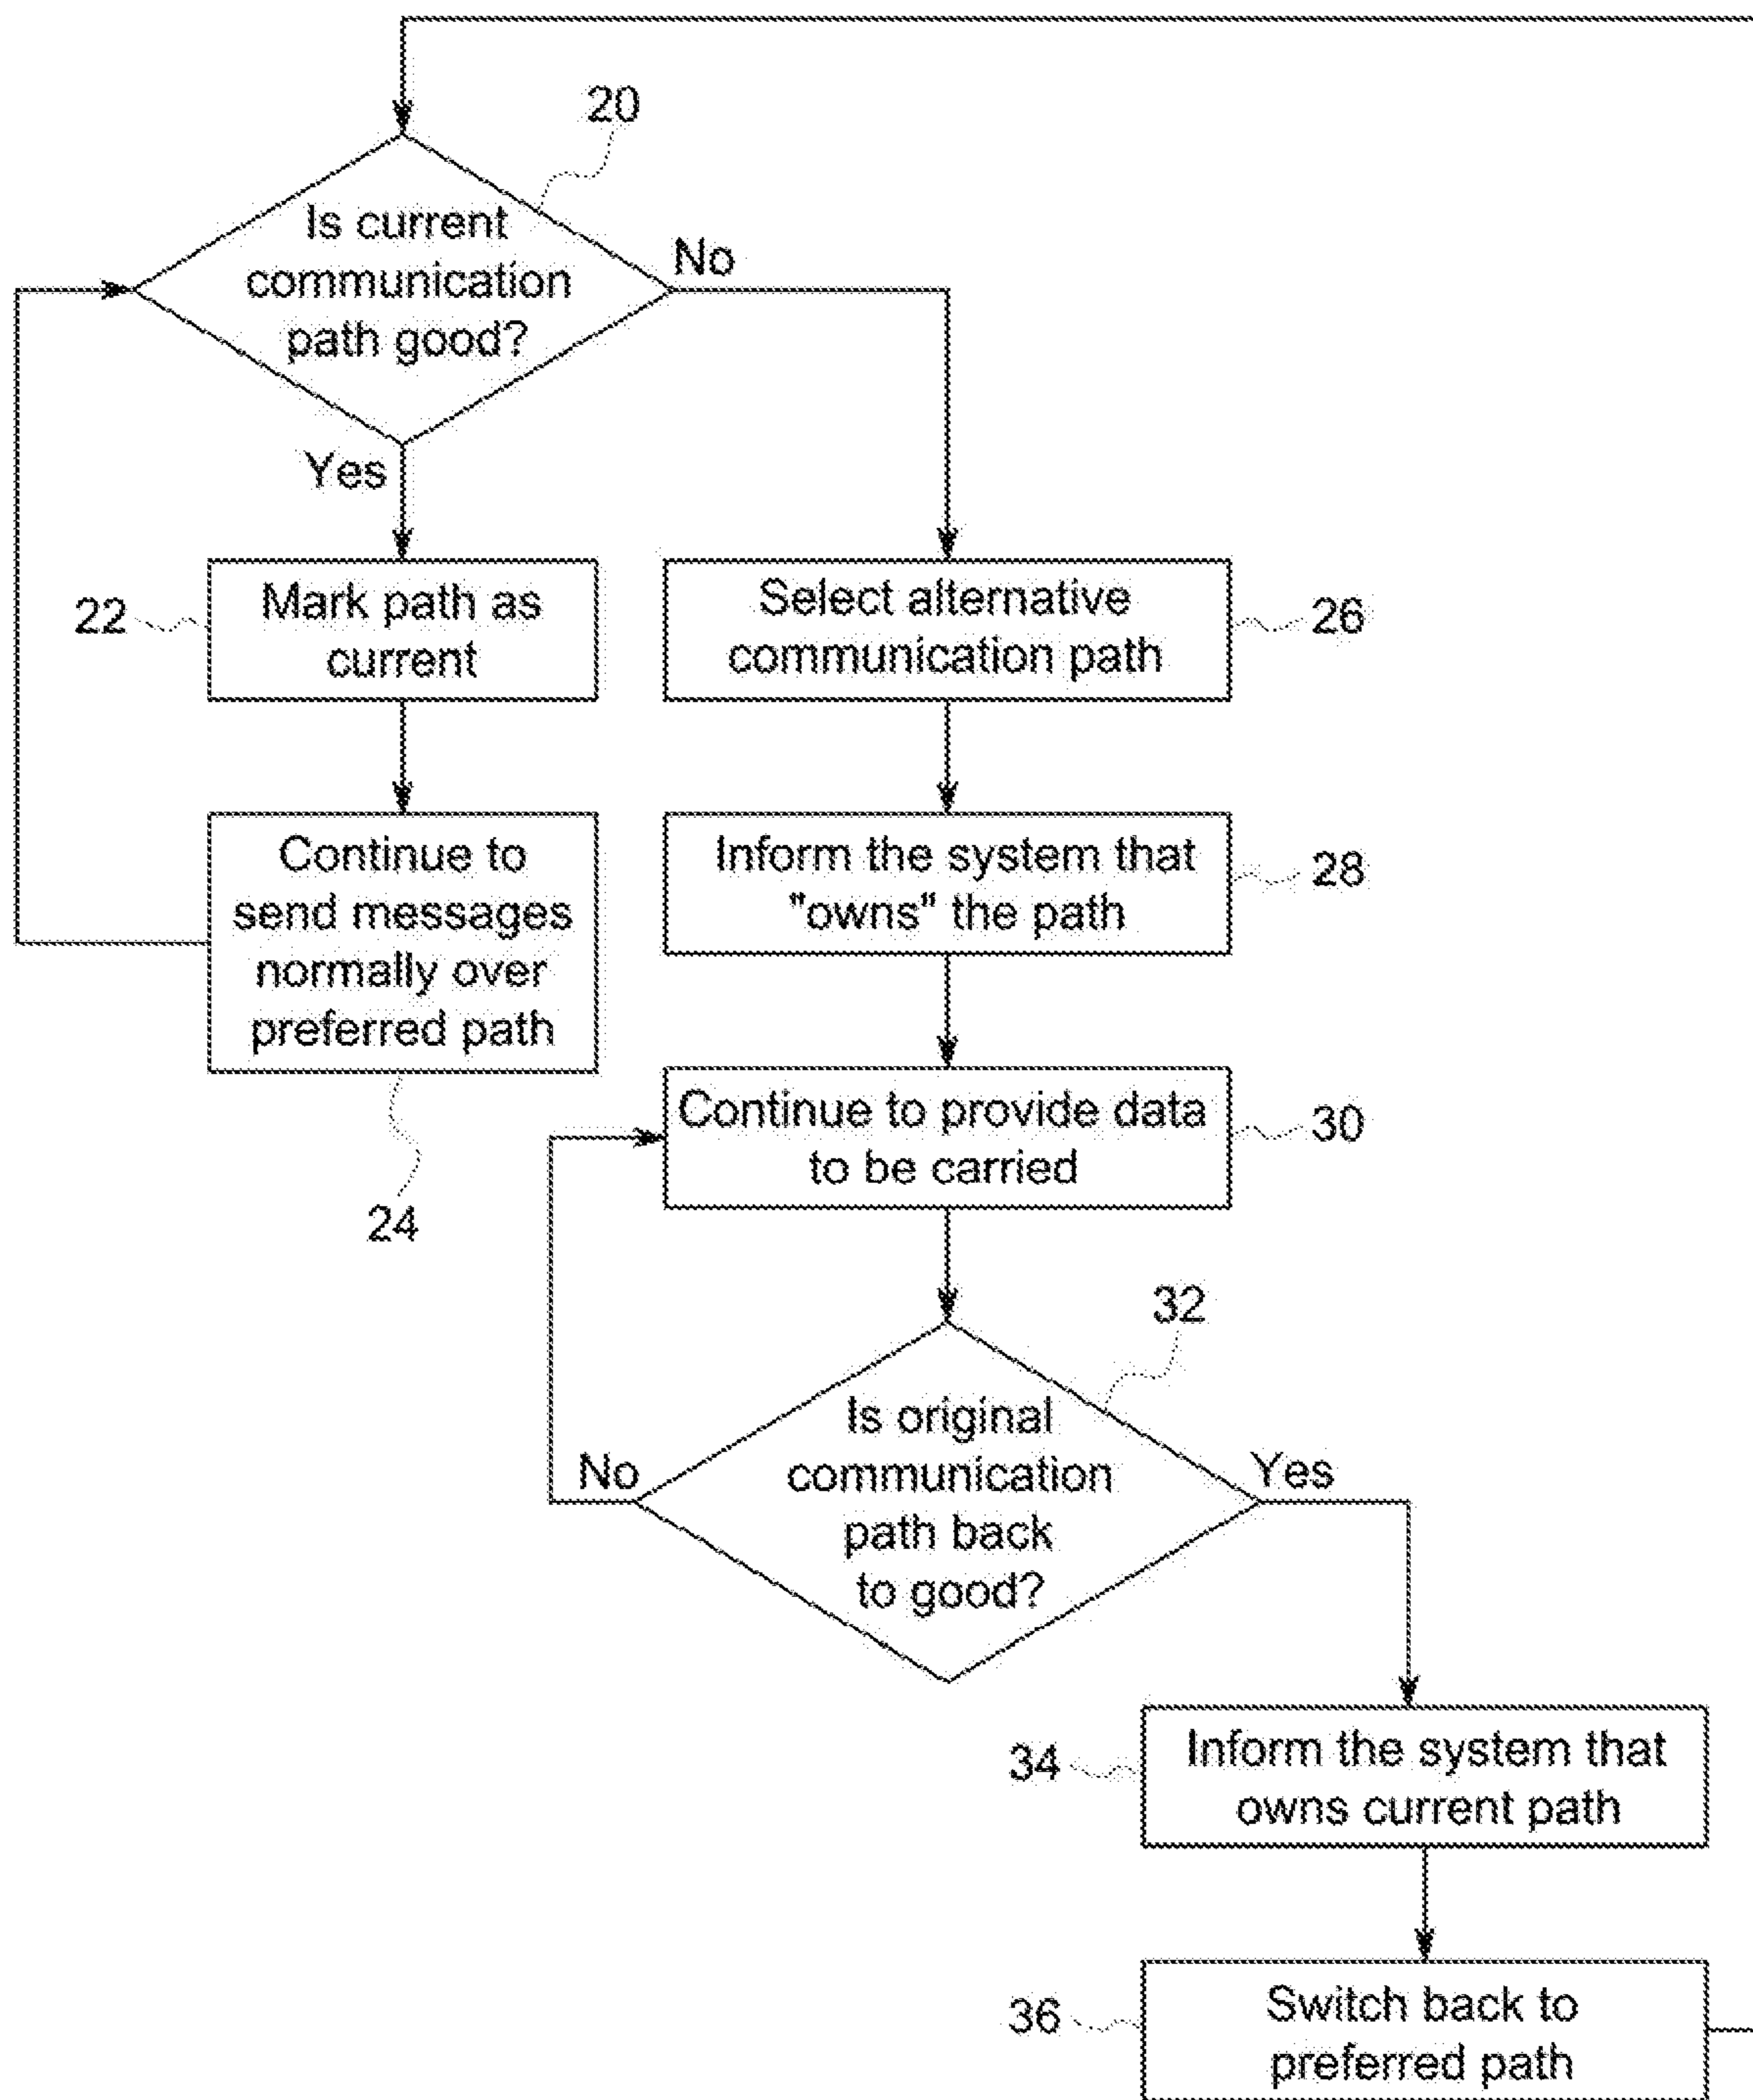 20
Is current
communication
path good?
No
Yes
22
Mark path as
current
Select alternative
communication path
26
Continue to
send messages
normally over
preferred path
24
Inform the system that
"owns" the path
28
Continue to provide data
to be carried
30
32
Is original
communication
path back
to good?
No
Yes
34
Inform the system that
owns current path
36
Switch back to
preferred path